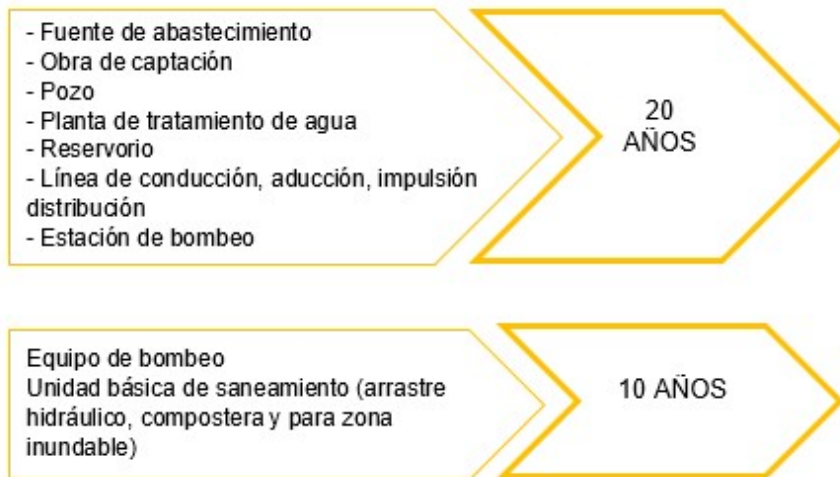 - Fuente de abastecimiento
- Obra de captación
- Pozo
- Planta de tratamiento de agua
- Reservorio
- Línea de conducción, aducción, impulsión
distribución
- Estación de bombeo
20
AÑOS
Equipo de bombeo
Unidad básica de saneamiento (arrastre
hidráulico, compostera y para zona
inundable)
10 AÑOS